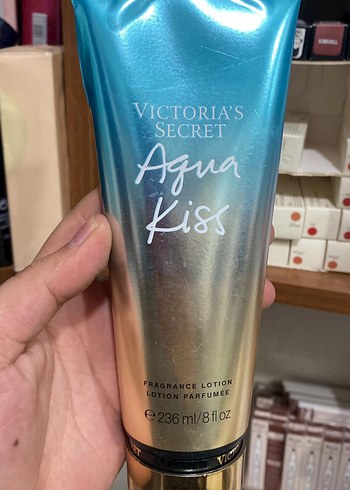 VICTORIA'S
SECRET
Aqua
Kiss
FRAGRANCE LOTION
LOTION PARFUMÉE
℮ 236 ml/8 fl oz